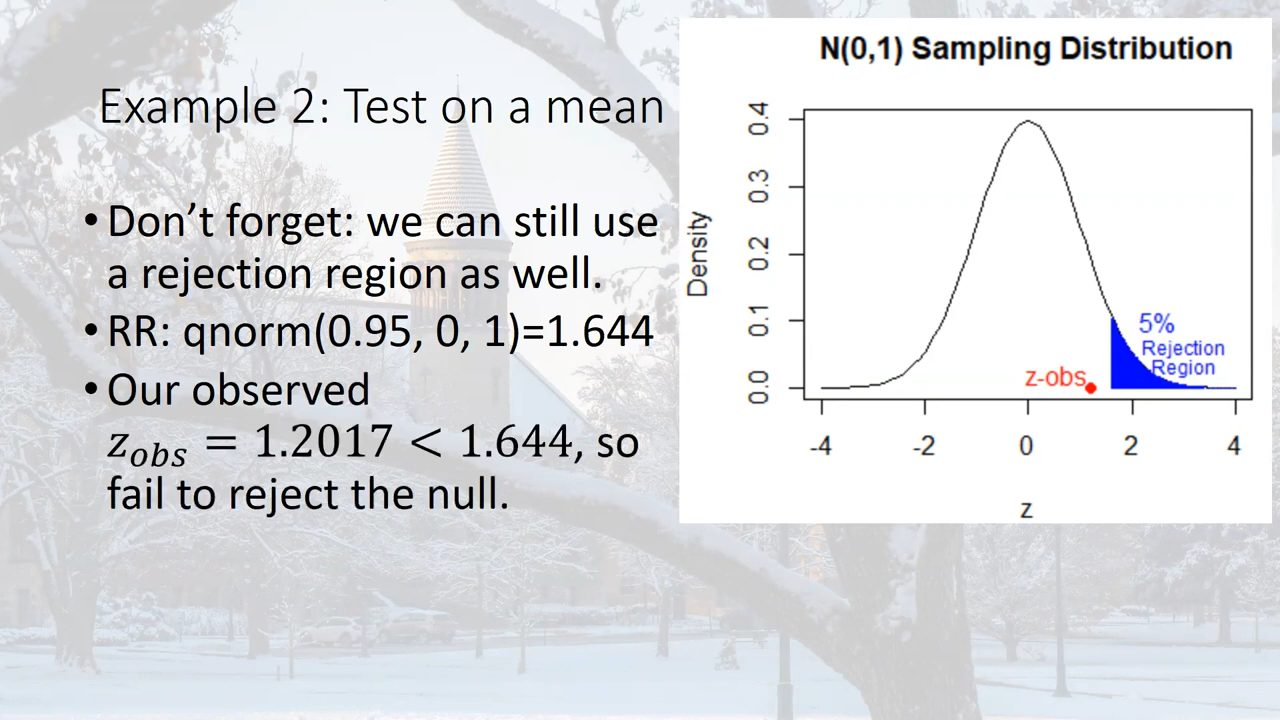 Example 2: Test on a mean
• Don’t forget: we can still use
a rejection region as well.
• RR: qnorm(0.95, 0, 1)=1.644
• Our observed
z_obs = 1.2017 < 1.644, so
fail to reject the null.
N(0,1) Sampling Distribution
Density
0.4
0.3
0.2
0.1
0.0
5%
Rejection
Region
z-obs
-4 -2 0 2 4
z